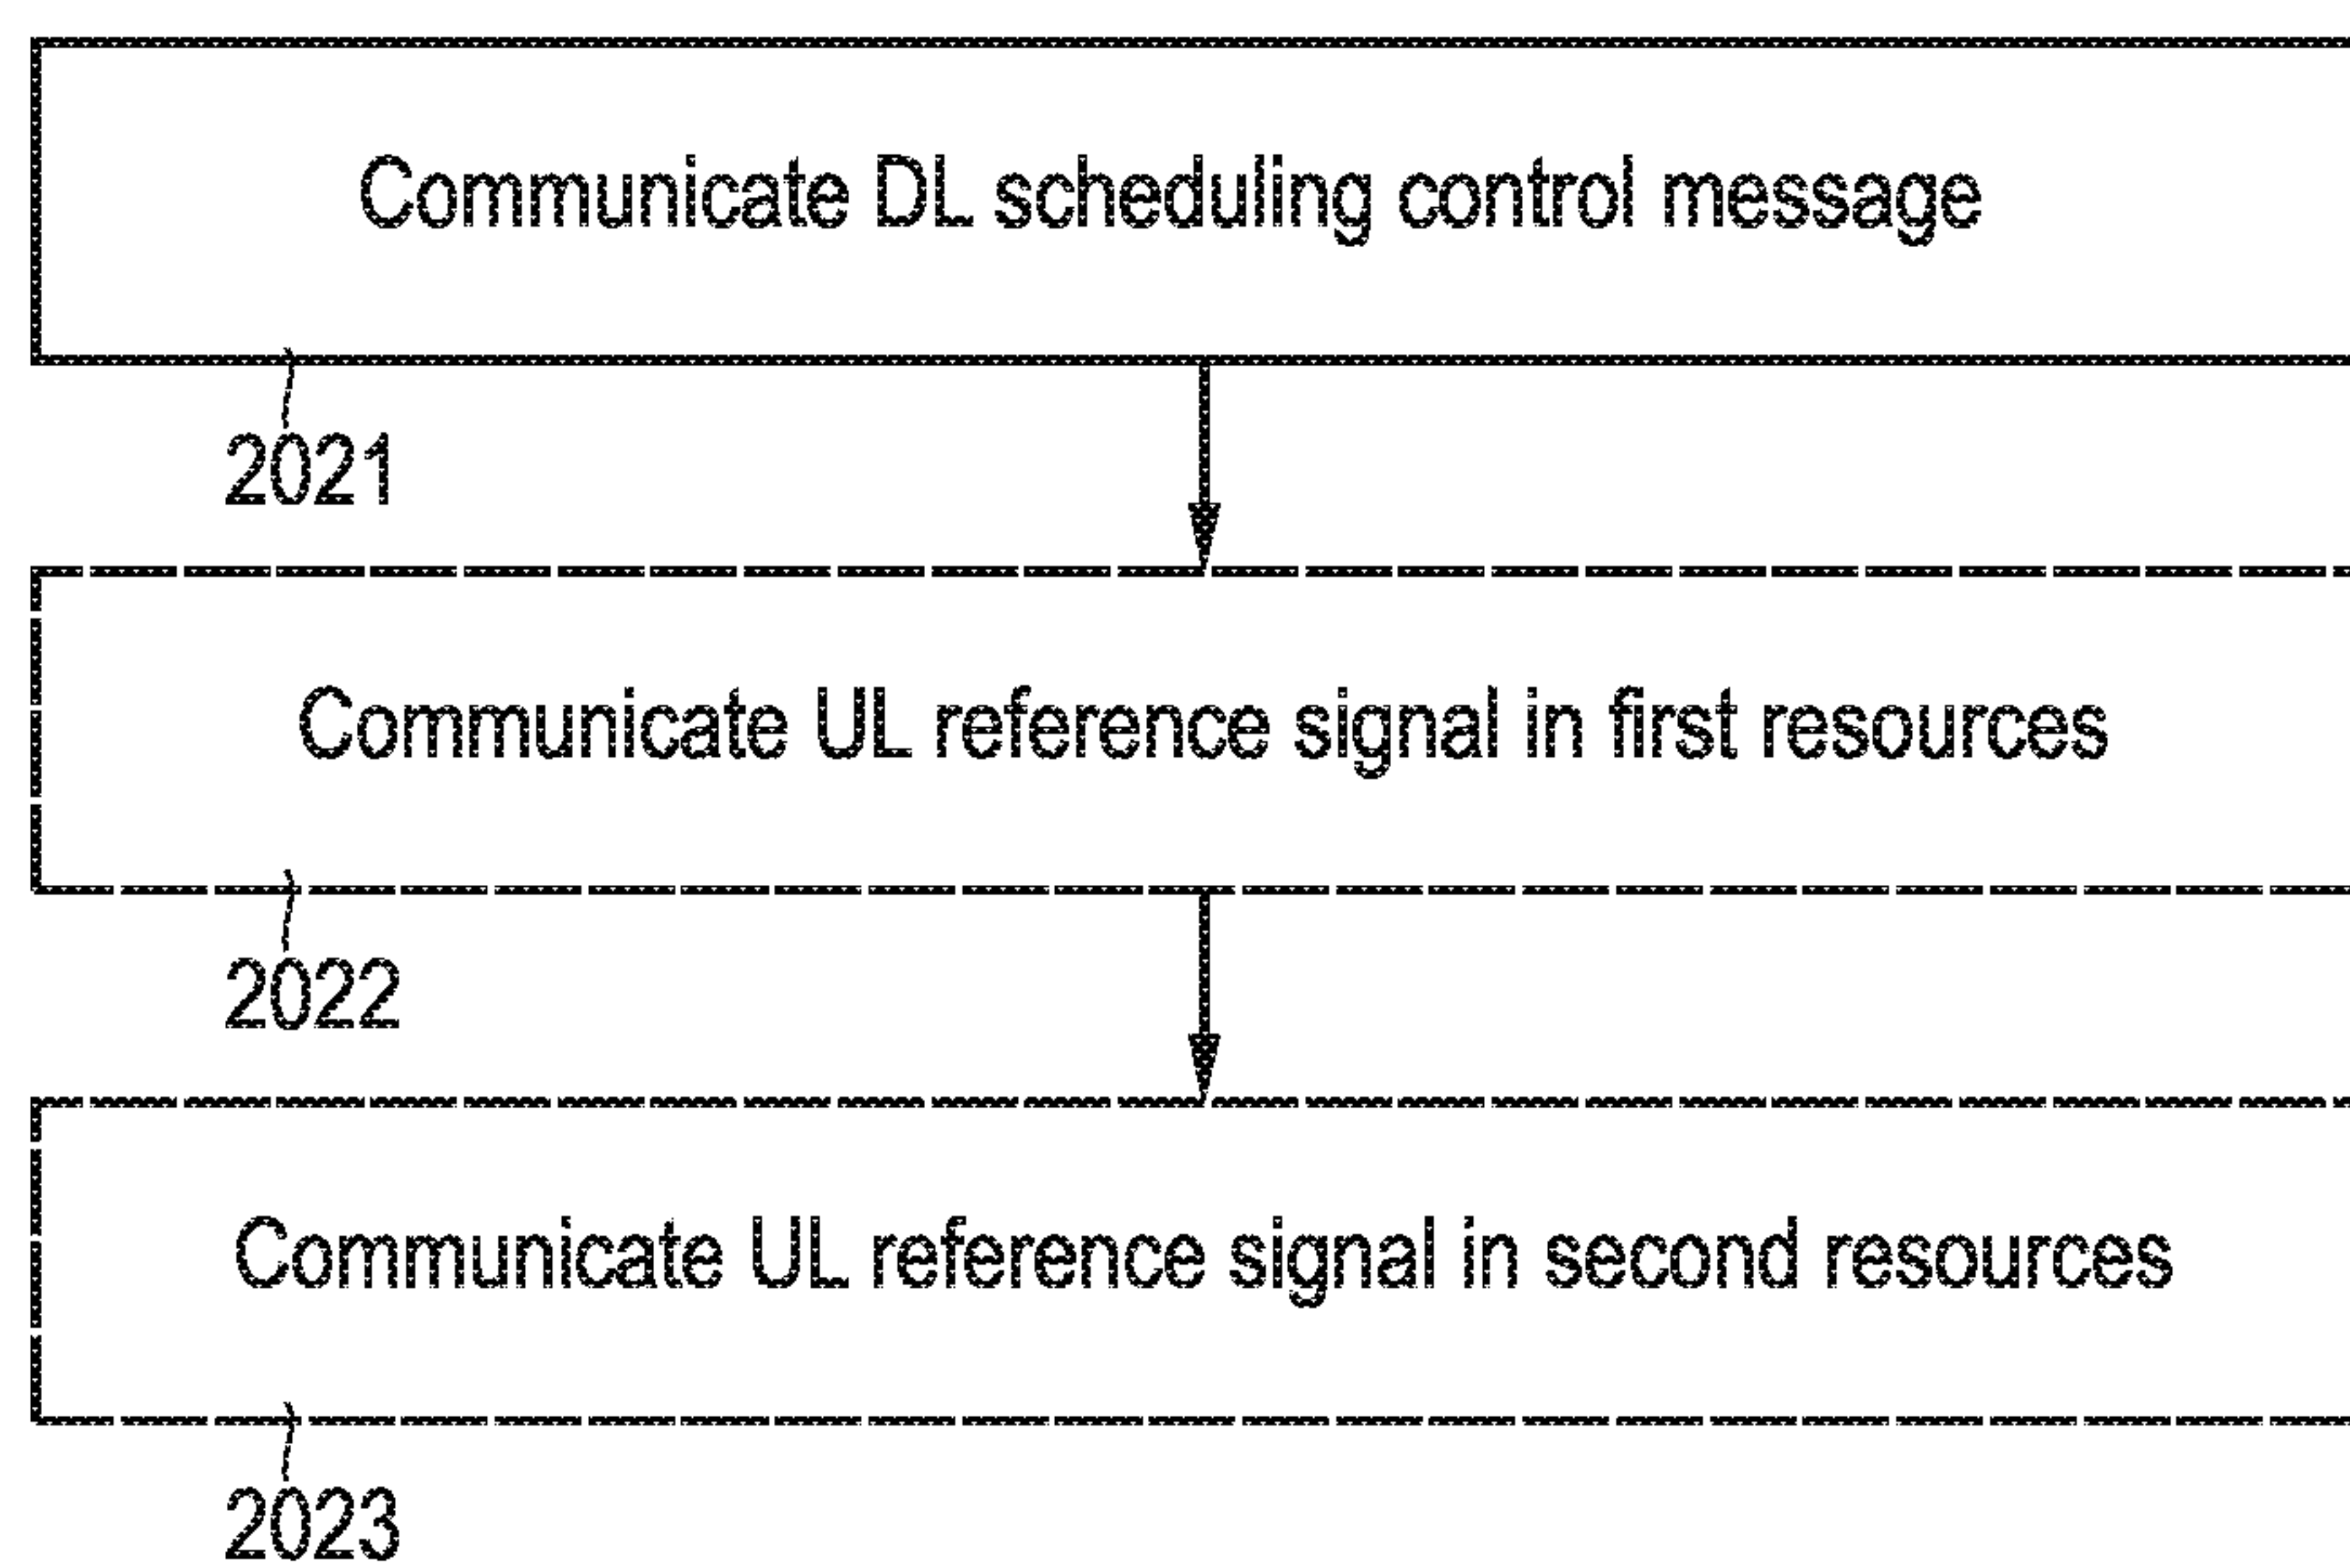 Communicate DL scheduling control message
2021
Communicate UL reference signal in first resources
2022
Communicate UL reference signal in second resources
2023